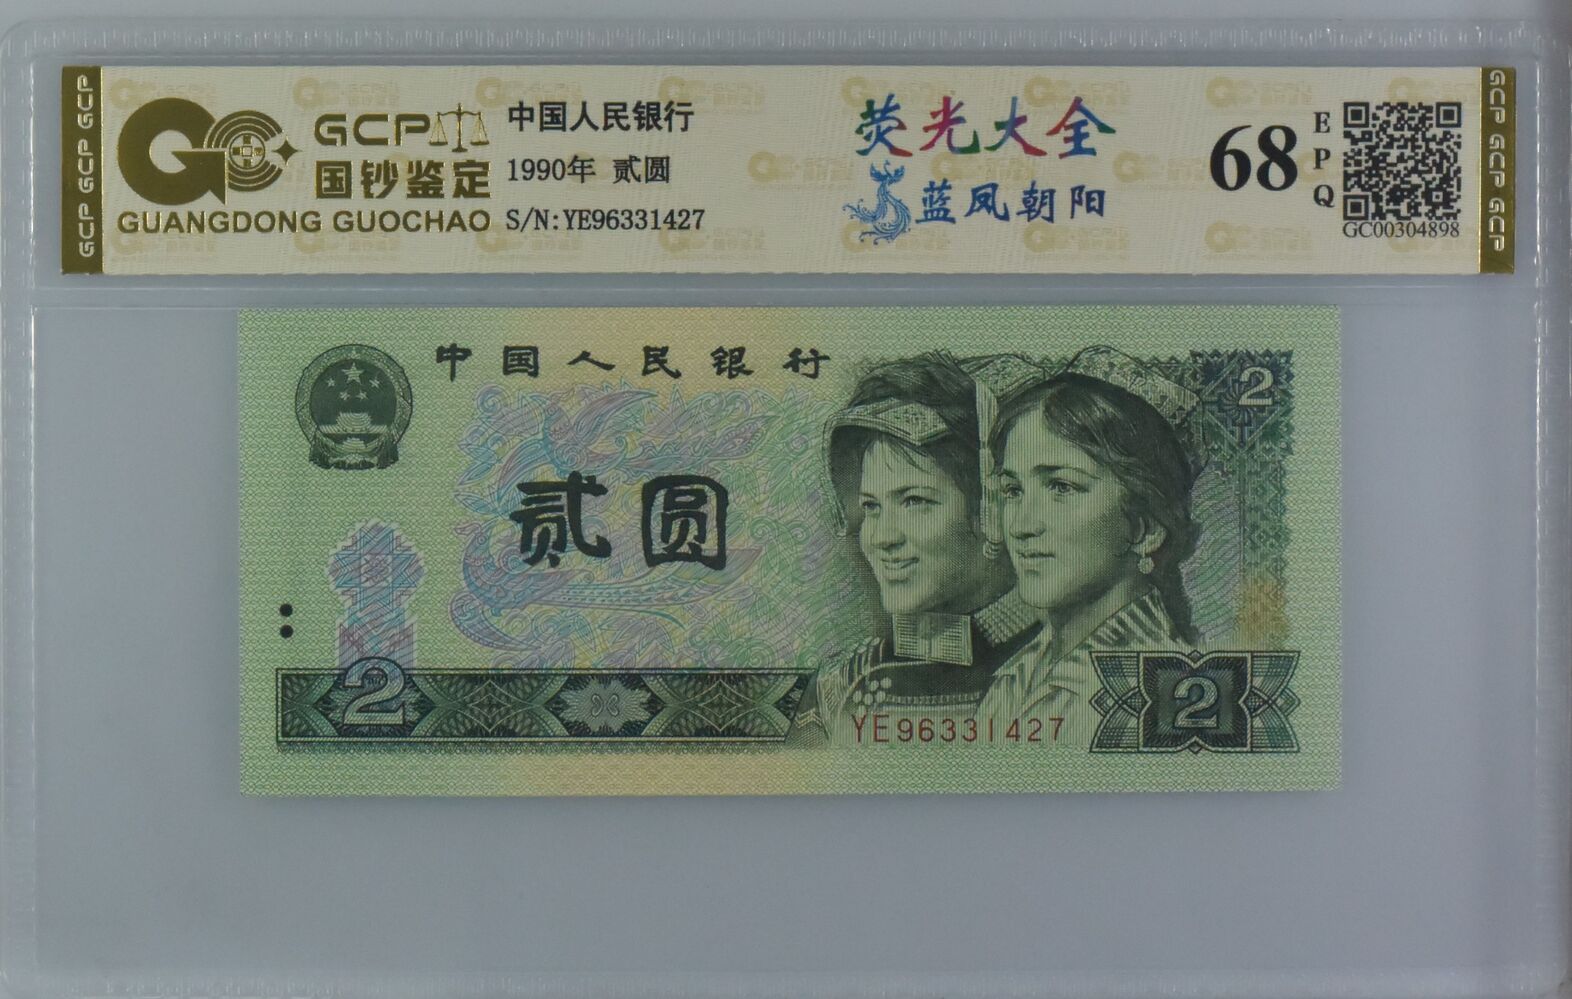 GCP GCP GCP
GCP
国钞鉴定
GUANGDONG GUOCHAO
中国人民银行
1990年 贰圆
S/N:YE96331427
荧光大全
蓝凤朝阳
68
EPQ
GC00304898
GCP GCP GCP
中国人民银行
2
贰圆
2
YE96331427
2